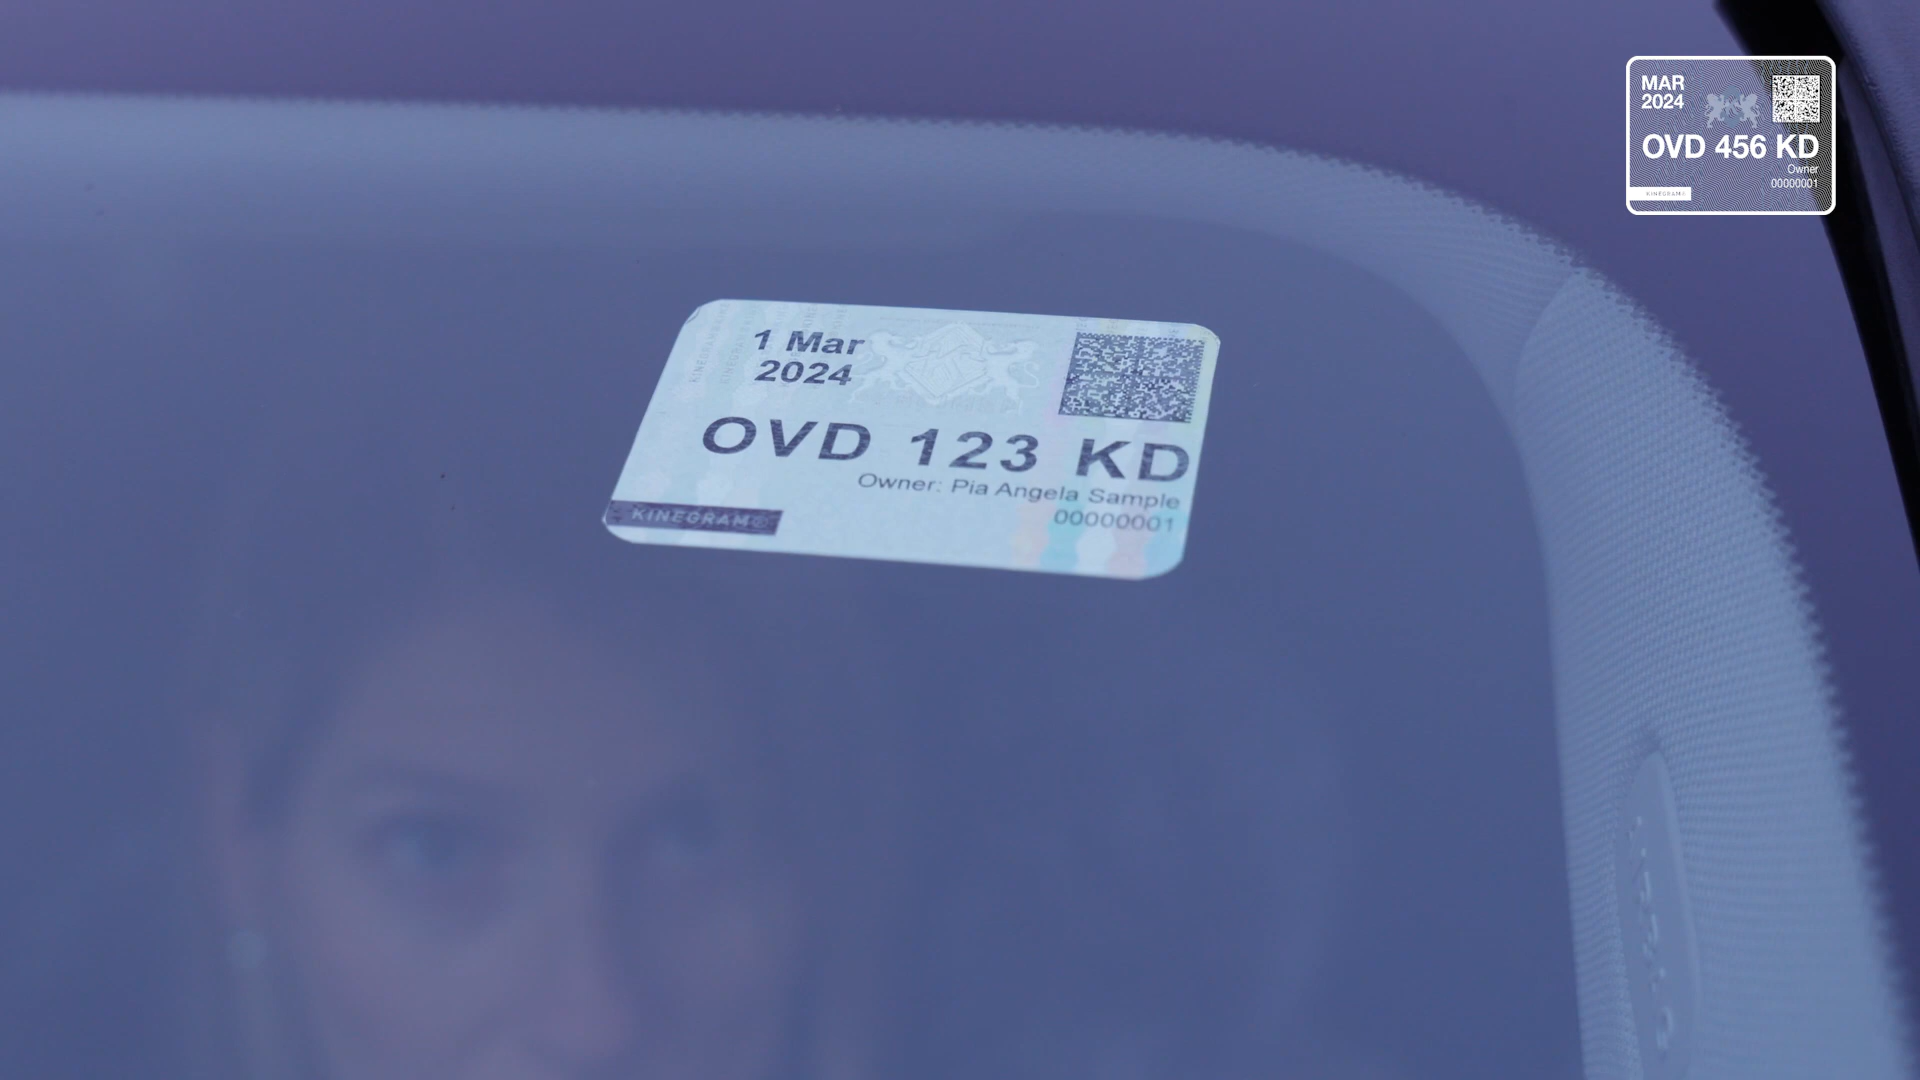 MAR
2024
OVD 456 KD
Owner
00000001
KINEGRAM®
1 Mar
2024
OVD 123 KD
Owner: Pia Angela Sample
00000001
KINEGRAM®